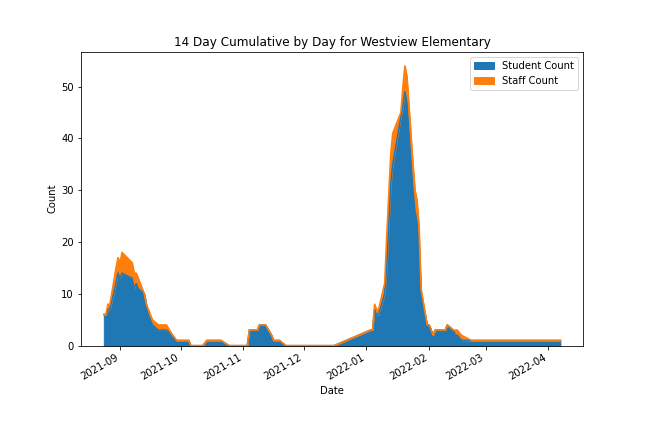 14 Day Cumulative by Day for Westview Elementary
Student Count
Staff Count
Count
50
40
30
20
10
0
2021-09
2021-10
2021-11
2021-12
2022-01
2022-02
2022-03
2022-04
Date